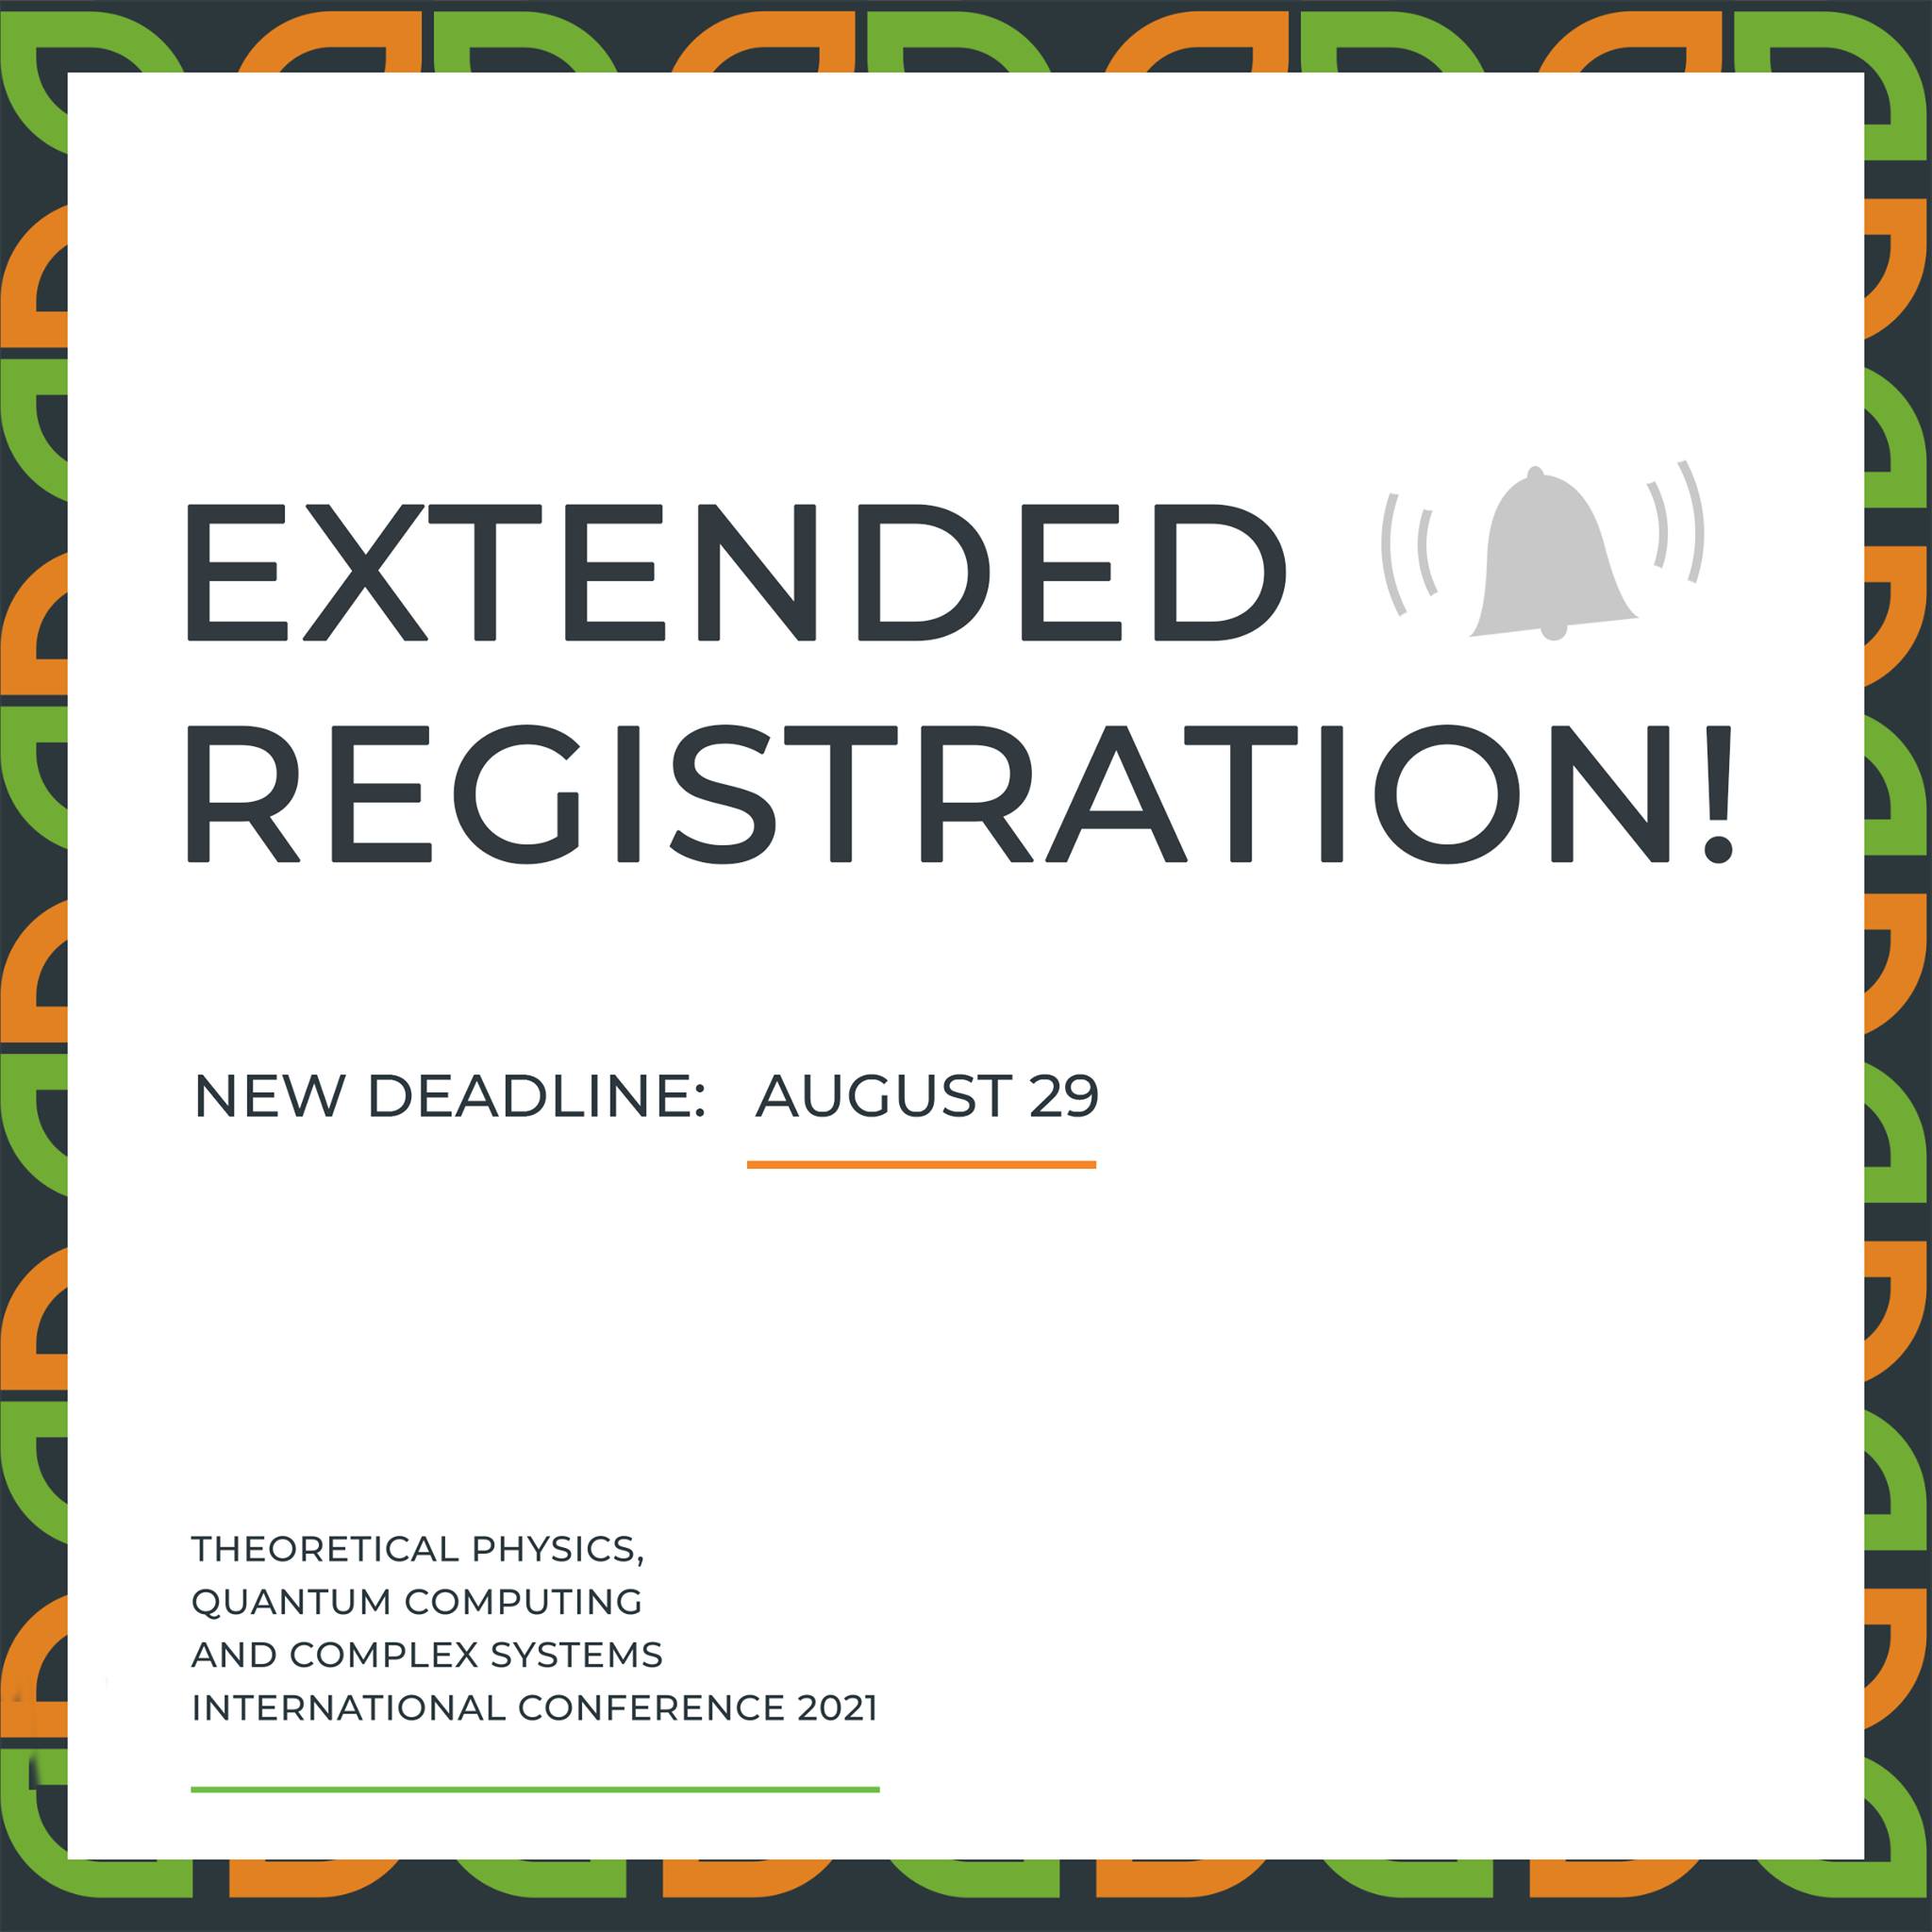 EXTENDED
REGISTRATION!
NEW DEADLINE: AUGUST 29
THEORETICAL PHYSICS,
QUANTUM COMPUTING
AND COMPLEX SYSTEMS
INTERNATIONAL CONFERENCE 2021